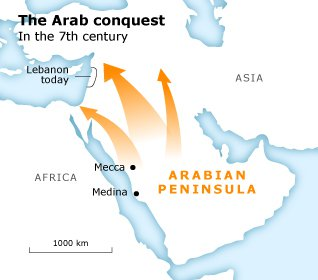 The Arab conquest
In the 7th century
Lebanon
today
ASIA
Mecca
AFRICA
ARABIAN
PENINSULA
Medina
1000 km